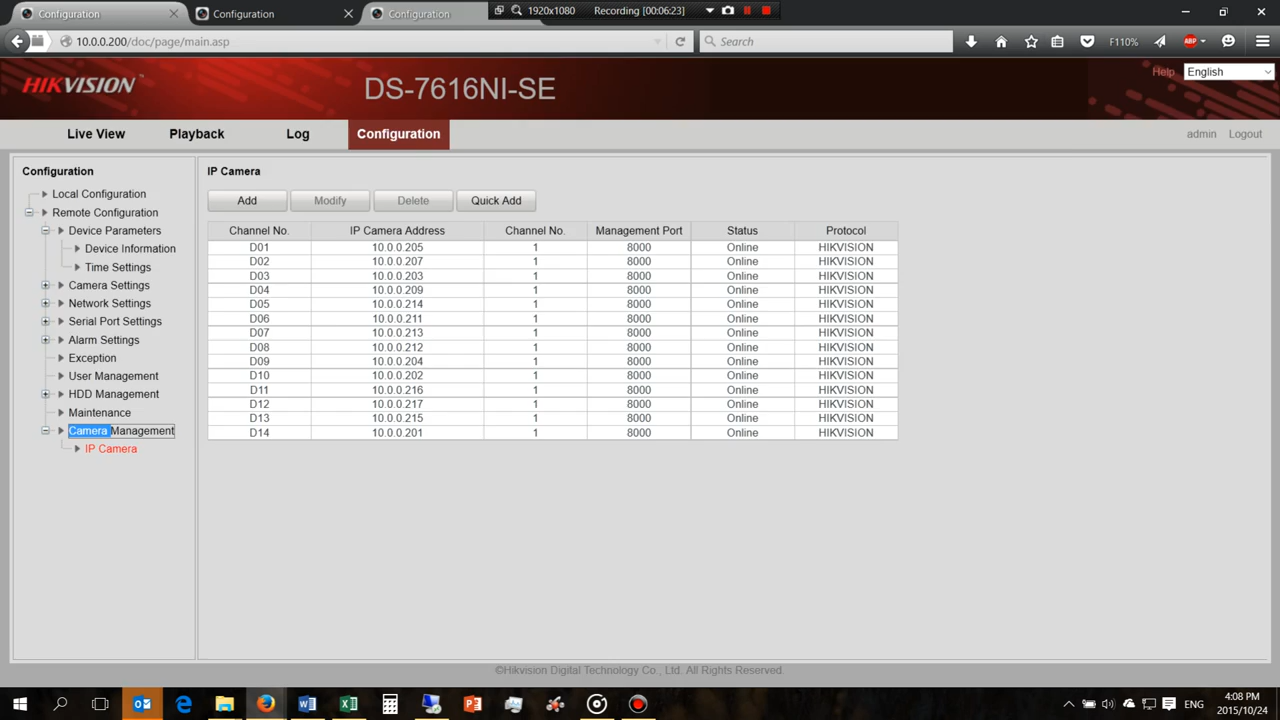 Configuration
Configuration
Configuration
1920x1080
Recording [00:06:23]
10.0.0.200/doc/page/main.asp
Search
F110%
ABP
HIKVISION
DS-7616NI-SE
Help
English
Live View
Playback
Log
Configuration
admin
Logout
Configuration
Local Configuration
Remote Configuration
Device Parameters
Device Information
Time Settings
Camera Settings
Network Settings
Serial Port Settings
Alarm Settings
Exception
User Management
HDD Management
Maintenance
Camera Management
IP Camera
IP Camera
Add Modify Delete Quick Add
Channel No. IP Camera Address Channel No. Management Port Status Protocol
D01 10.0.0.205 1 8000 Online HIKVISION
D02 10.0.0.207 1 8000 Online HIKVISION
D03 10.0.0.203 1 8000 Online HIKVISION
D04 10.0.0.209 1 8000 Online HIKVISION
D05 10.0.0.214 1 8000 Online HIKVISION
D06 10.0.0.211 1 8000 Online HIKVISION
D07 10.0.0.213 1 8000 Online HIKVISION
D08 10.0.0.212 1 8000 Online HIKVISION
D09 10.0.0.204 1 8000 Online HIKVISION
D10 10.0.0.202 1 8000 Online HIKVISION
D11 10.0.0.216 1 8000 Online HIKVISION
D12 10.0.0.217 1 8000 Online HIKVISION
D13 10.0.0.215 1 8000 Online HIKVISION
D14 10.0.0.201 1 8000 Online HIKVISION
©Hikvision Digital Technology Co., Ltd. All Rights Reserved.
ENG
4:08 PM
2015/10/24